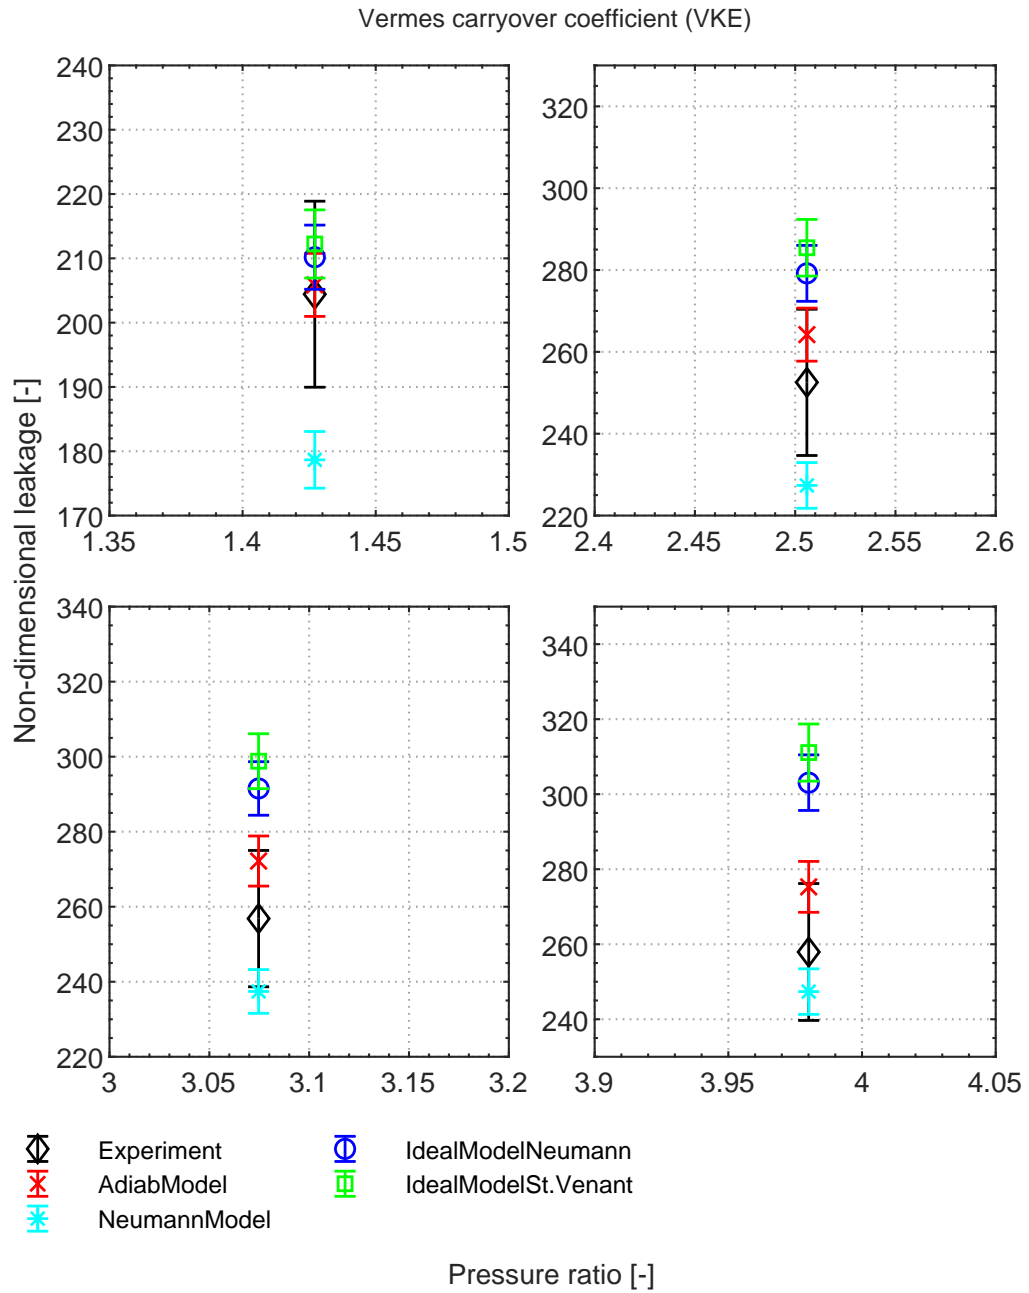 Vermes carryover coefficient (VKE)
240
230
220
210
200
190
180
170
1.35 1.4 1.45 1.5
320
300
280
260
240
220
2.4 2.45 2.5 2.55 2.6
Non-dimensional leakage [-]
340
320
300
280
260
240
220
3 3.05 3.1 3.15 3.2
340
320
300
280
260
240
3.9 3.95 4 4.05
Experiment
AdiabModel
NeumannModel
IdealModelNeumann
IdealModelSt.Venant
Pressure ratio [-]